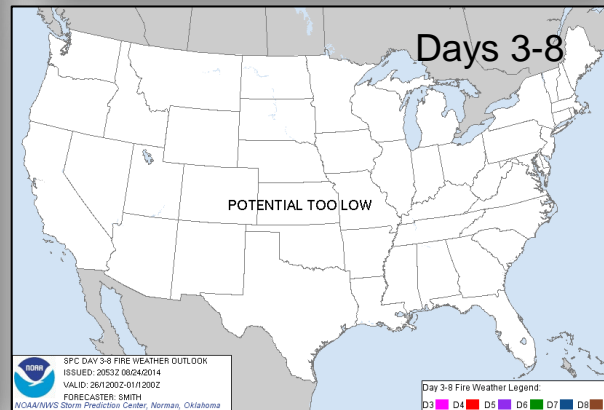 Days 3-8
POTENTIAL TOO LOW
NOAA
SPC DAY 3-8 FIRE WEATHER OUTLOOK
ISSUED: 2053Z 08/24/2014
VALID: 26/1200Z-01/1200Z
FORECASTER: SMITH
NOAA/NWS Storm Prediction Center, Norman, Oklahoma
Day 3-8 Fire Weather Legend:
D3 D4 D5 D6 D7 D8